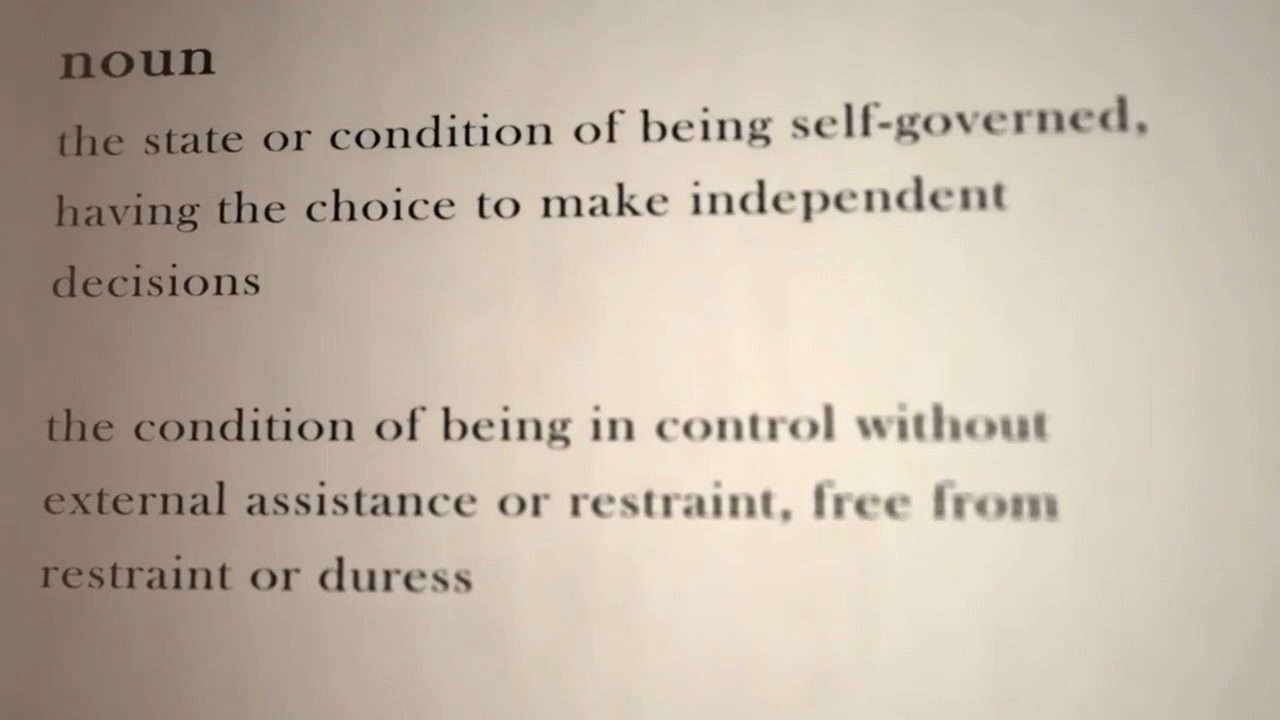 noun
the state or condition of being self-governed,
having the choice to make independent
decisions
the condition of being in control without
external assistance or restraint, free from
restraint or duress